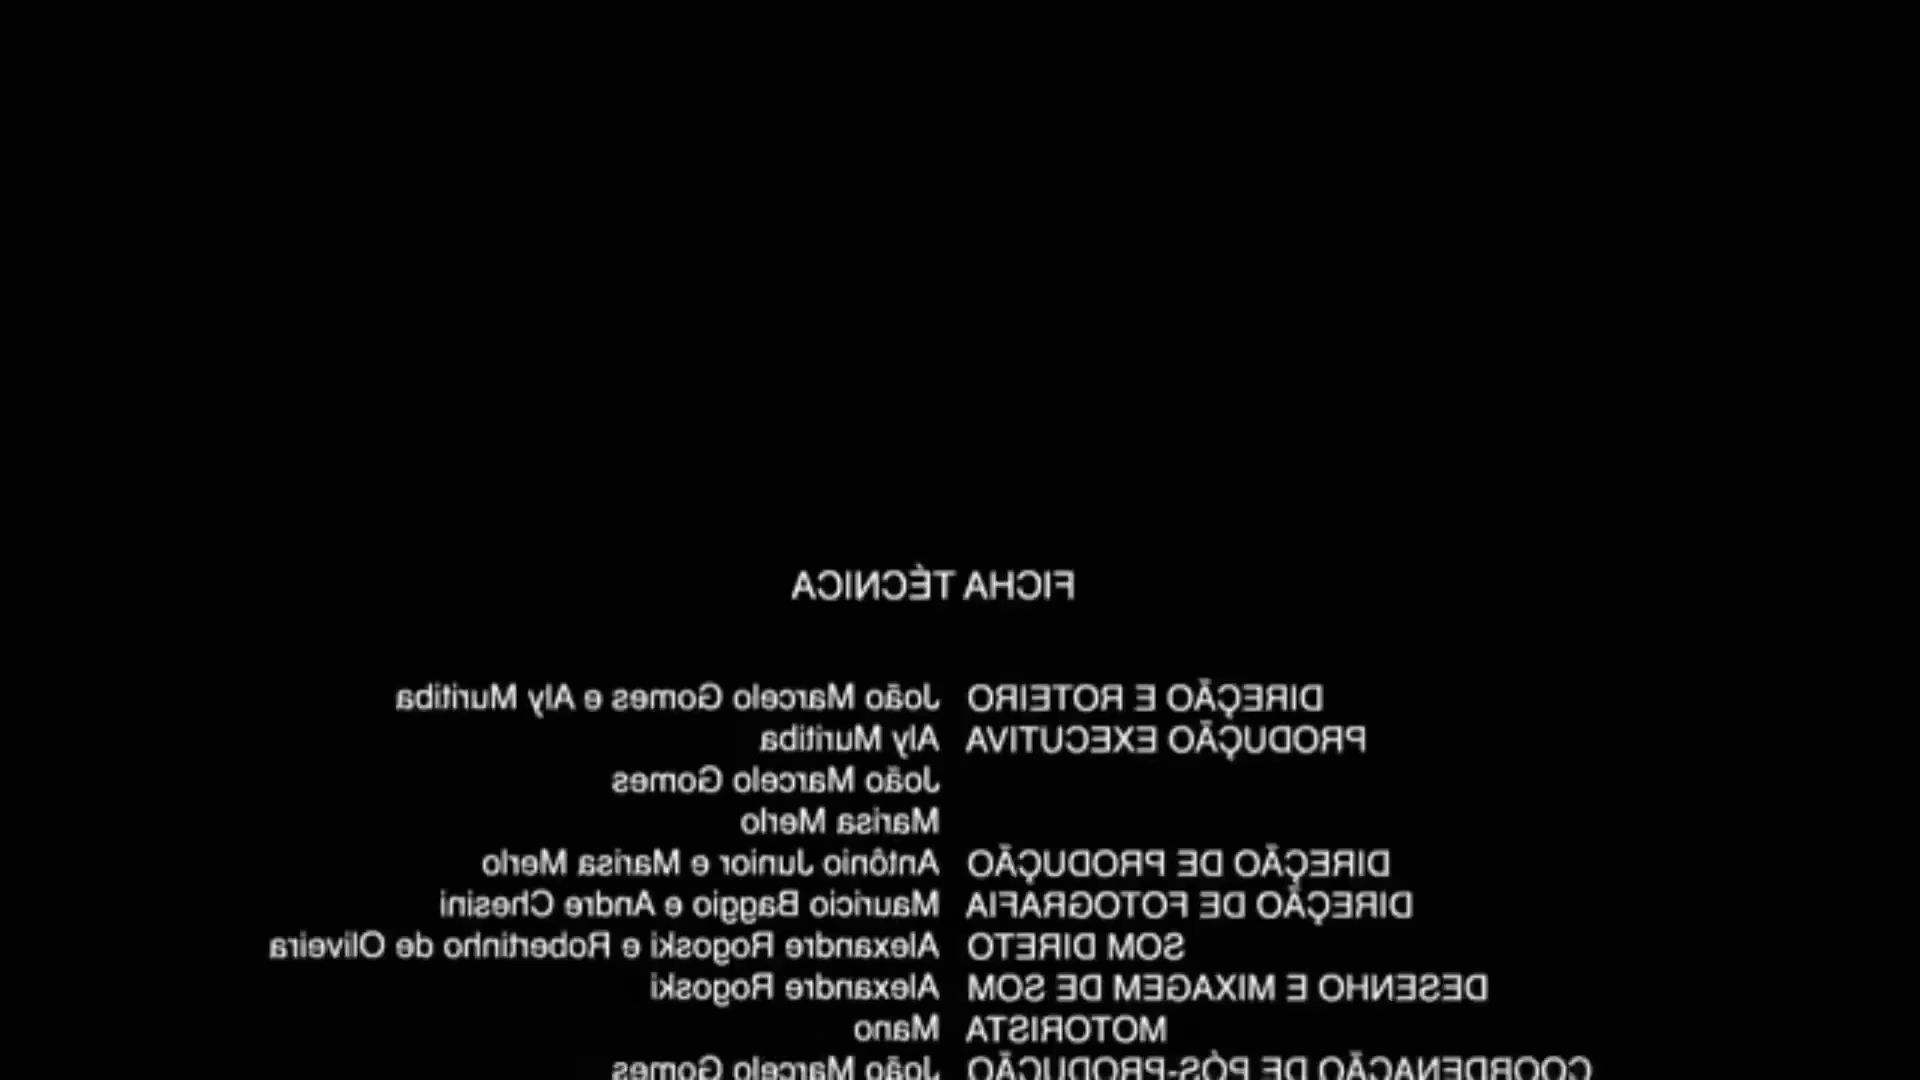 FICHA TÉCNICA
DIREÇÃO E ROTEIRO João Marcelo Gomes e Aly Muritiba
PRODUÇÃO EXECUTIVA Aly Muritiba
João Marcelo Gomes
Marisa Merlo
DIREÇÃO DE PRODUÇÃO Antônio Junior e Marisa Merlo
DIREÇÃO DE FOTOGRAFIA Mauricio Baggio e Andre Chesini
SOM DIRETO Alexandre Rogoski e Robertinho de Oliveira
DESENHO E MIXAGEM DE SOM Alexandre Rogoski
MOTORISTA Mano
COORDENAÇÃO DE PÓS-PRODUÇÃO João Marcelo Gomes